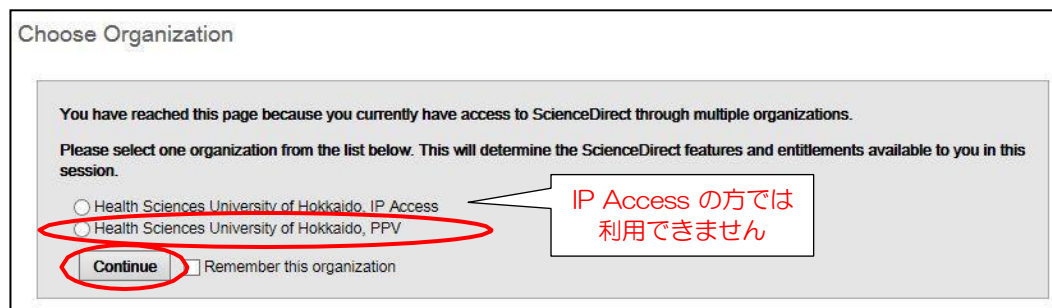 Choose Organization
You have reached this page because you currently have access to ScienceDirect through multiple organizations.
Please select one organization from the list below. This will determine the ScienceDirect features and entitlements available to you in this
session.
Health Sciences University of Hokkaido, IP Access
Health Sciences University of Hokkaido, PPV
IP Access の方では
利用できません
Continue
Remember this organization